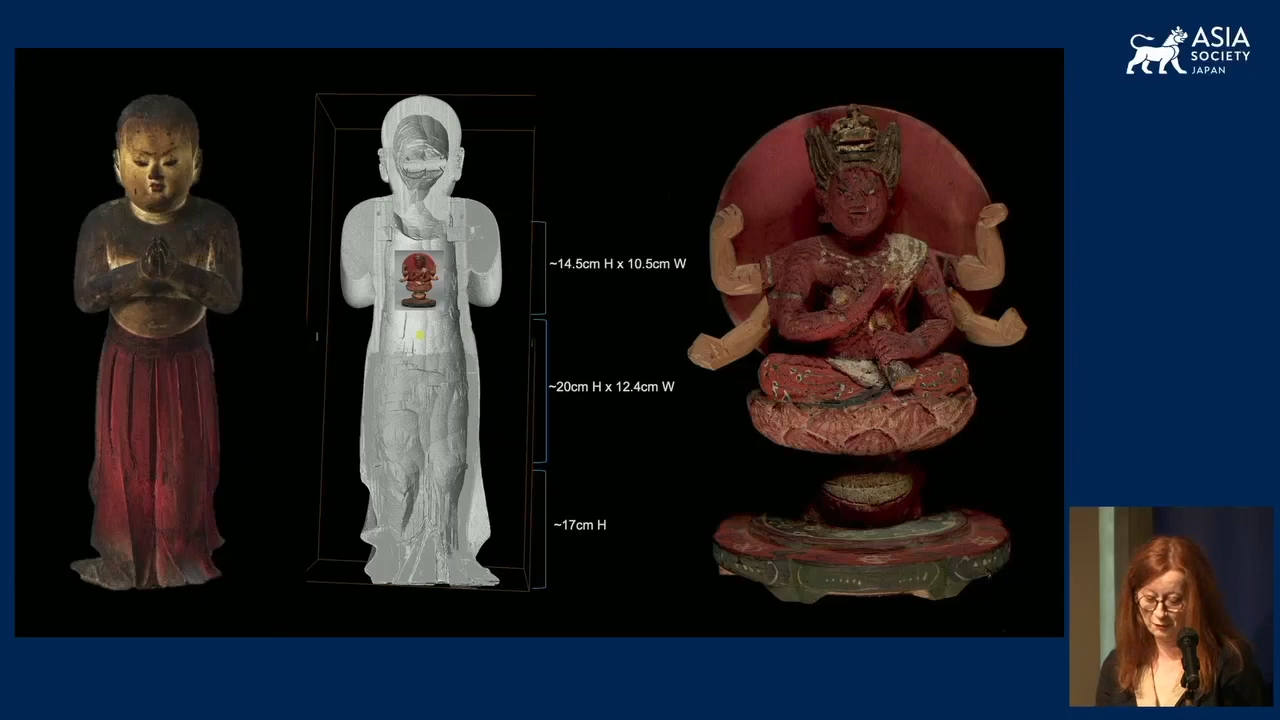 ASIA
SOCIETY
JAPAN
~14.5cm H x 10.5cm W
~20cm H x 12.4cm W
~17cm H